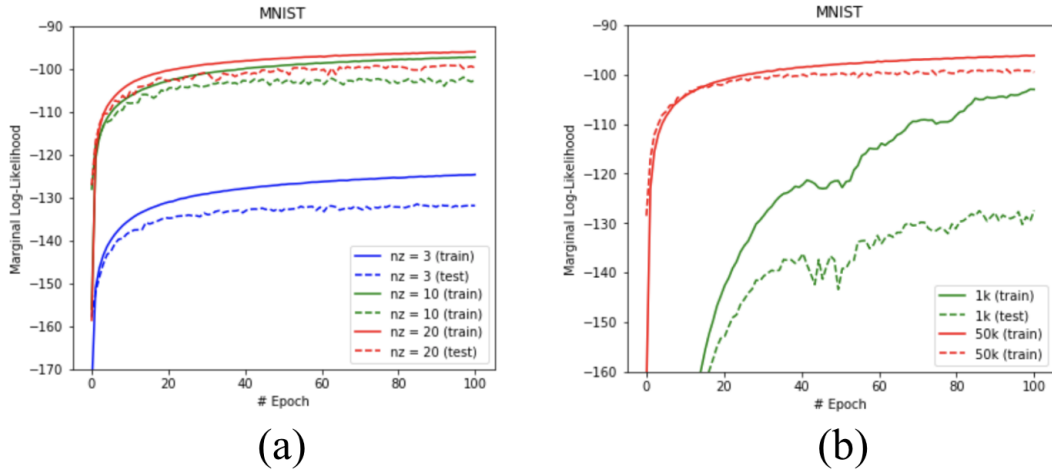 MNIST
Marginal Log-Likelihood
−90
−100
−110
−120
−130
−140
−150
−160
−170
0
20
40
60
80
100
# Epoch
nz = 3 (train)
nz = 3 (test)
nz = 10 (train)
nz = 10 (train)
nz = 20 (train)
nz = 20 (test)
(a)
MNIST
Marginal Log-Likelihood
−90
−100
−110
−120
−130
−140
−150
−160
0
20
40
60
80
100
# Epoch
1k (train)
1k (test)
50k (train)
50k (train)
(b)